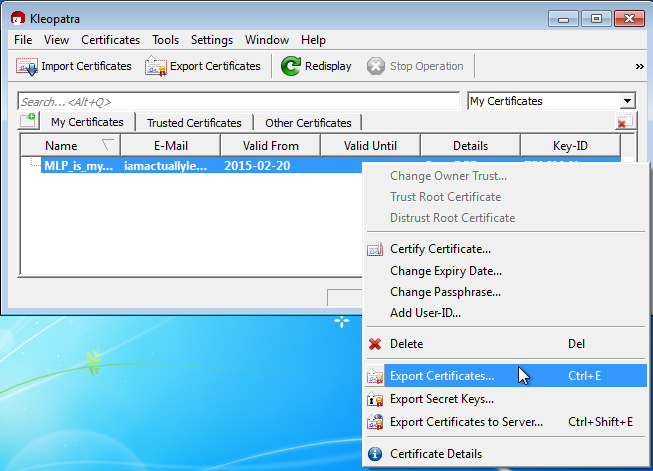 Kleopatra
File View Certificates Tools Settings Window Help
Import Certificates Export Certificates Redisplay Stop Operation »
Search...<Alt+Q> My Certificates
My Certificates Trusted Certificates Other Certificates
Name E-Mail Valid From Valid Until Details Key-ID
MLP_is_my... iamactuallyle... 2015-02-20
Change Owner Trust...
Trust Root Certificate
Distrust Root Certificate
Certify Certificate...
Change Expiry Date...
Change Passphrase...
Add User-ID...
Delete Del
Export Certificates... Ctrl+E
Export Secret Keys...
Export Certificates to Server... Ctrl+Shift+E
Certificate Details